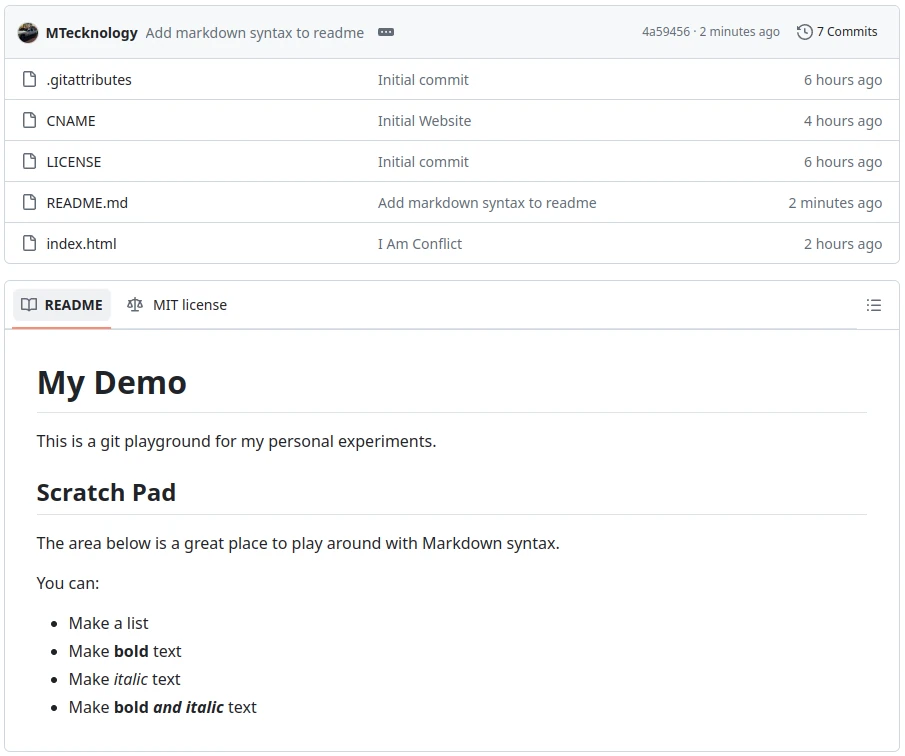 MTecknology Add markdown syntax to readme 4a59456 · 2 minutes ago 7 Commits
.gitattributes Initial commit 6 hours ago
CNAME Initial Website 4 hours ago
LICENSE Initial commit 6 hours ago
README.md Add markdown syntax to readme 2 minutes ago
index.html I Am Conflict 2 hours ago
README MIT license
My Demo
This is a git playground for my personal experiments.
Scratch Pad
The area below is a great place to play around with Markdown syntax.
You can:
• Make a list
• Make bold text
• Make italic text
• Make bold and italic text